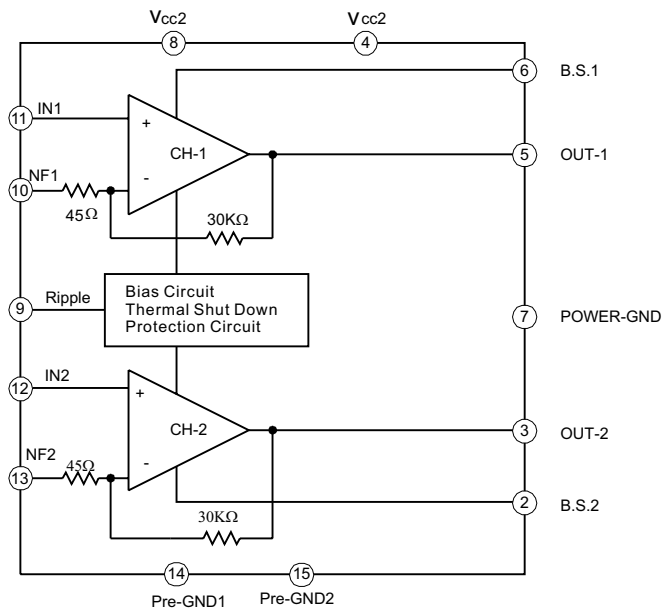 Vcc2
Vcc2
8
4
6
B.S.1
11
IN1
+
CH-1
-
5
OUT-1
10
NF1
45Ω
30KΩ
9
Ripple
Bias Circuit
Thermal Shut Down
Protection Circuit
7
POWER-GND
12
IN2
+
CH-2
-
3
OUT-2
13
NF2
45Ω
30KΩ
2
B.S.2
14
15
Pre-GND1
Pre-GND2